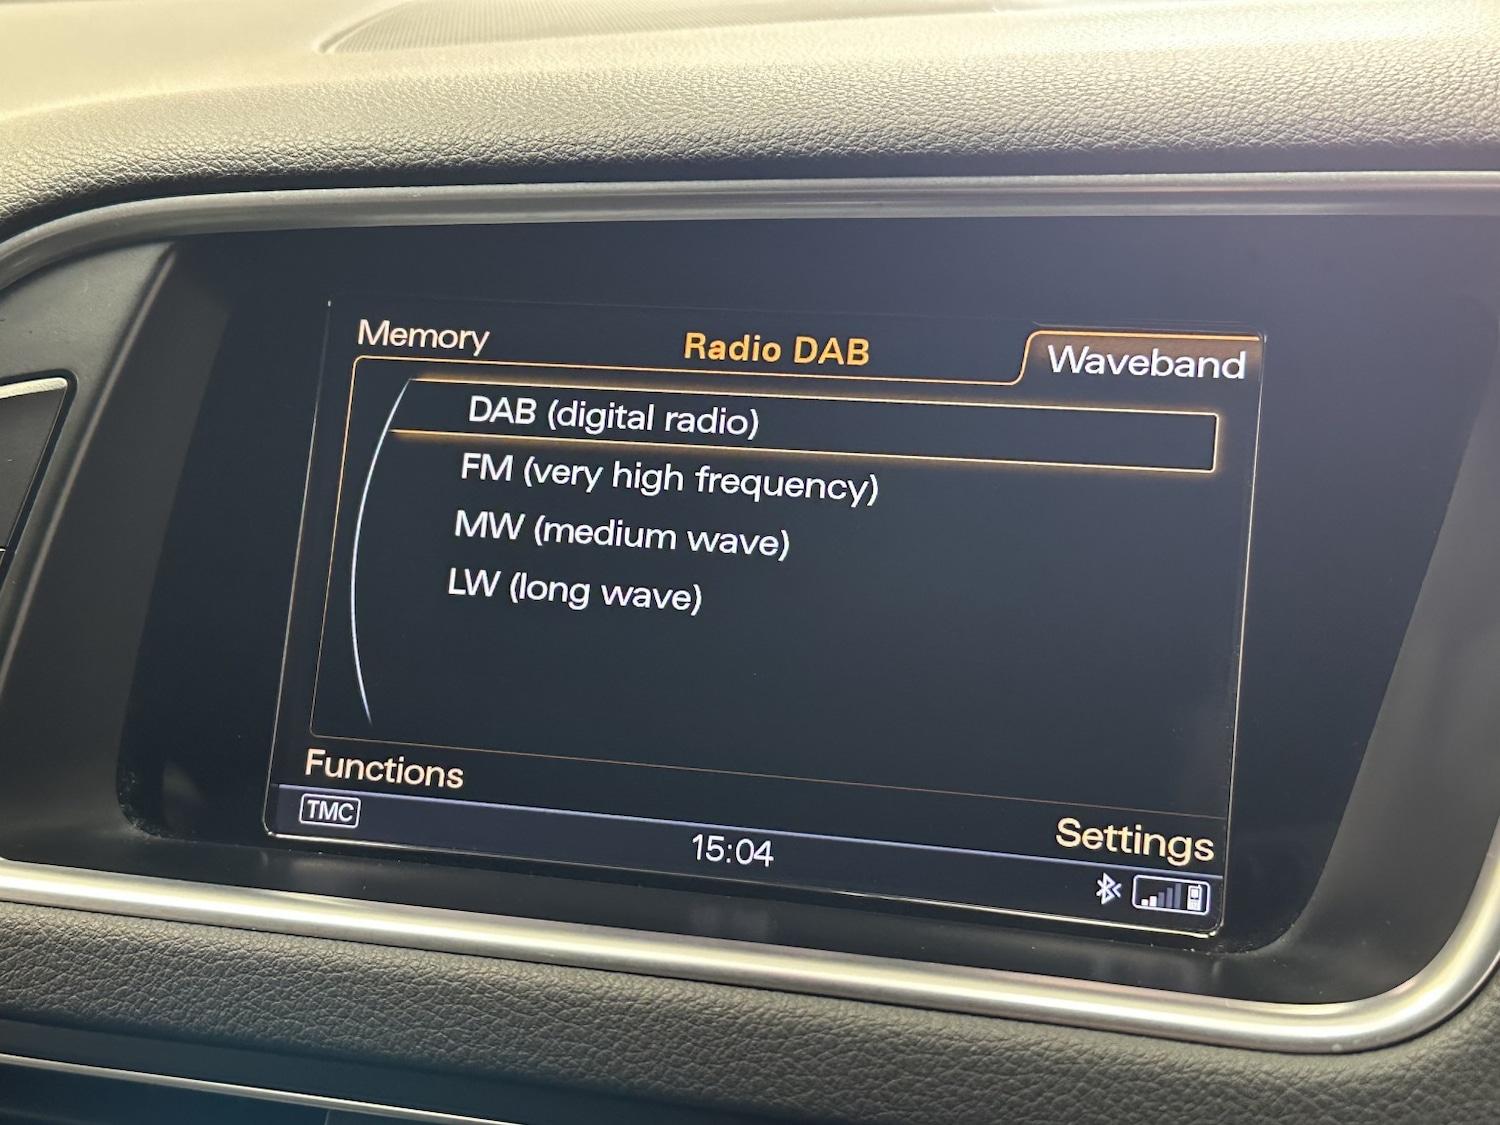 Memory
Radio DAB
Waveband
DAB (digital radio)
FM (very high frequency)
MW (medium wave)
LW (long wave)
Functions
Settings
TMC
15:04